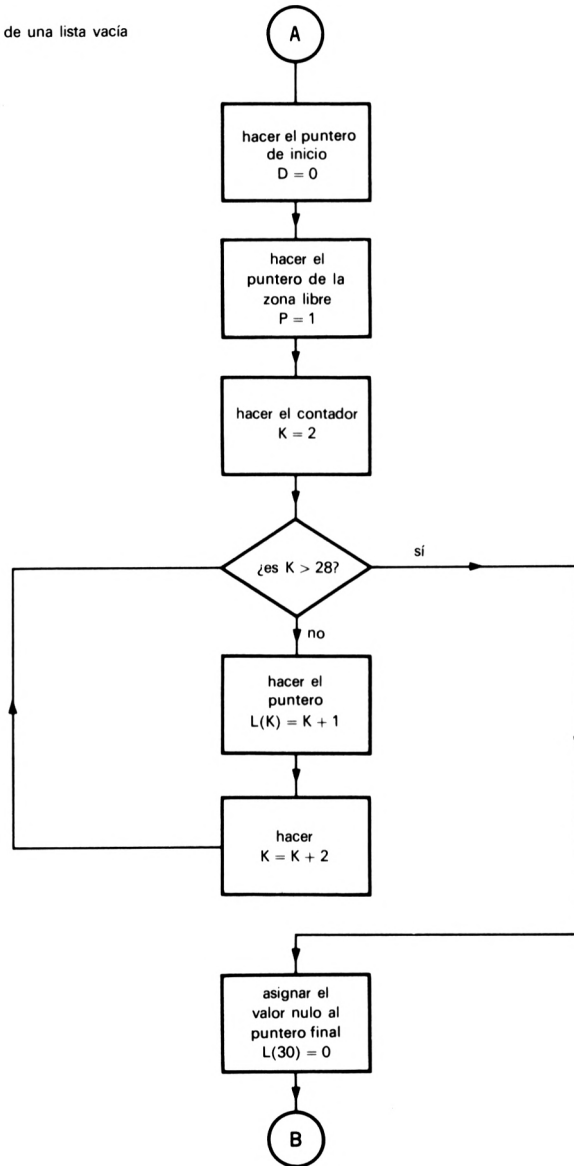 de una lista vacía
A
hacer el puntero
de inicio
D = 0
hacer el
puntero de la
zona libre
P = 1
hacer el contador
K = 2
¿es K > 28?
sí
no
hacer el
puntero
L(K) = K + 1
hacer
K = K + 2
asignar el
valor nulo al
puntero final
L(30) = 0
B